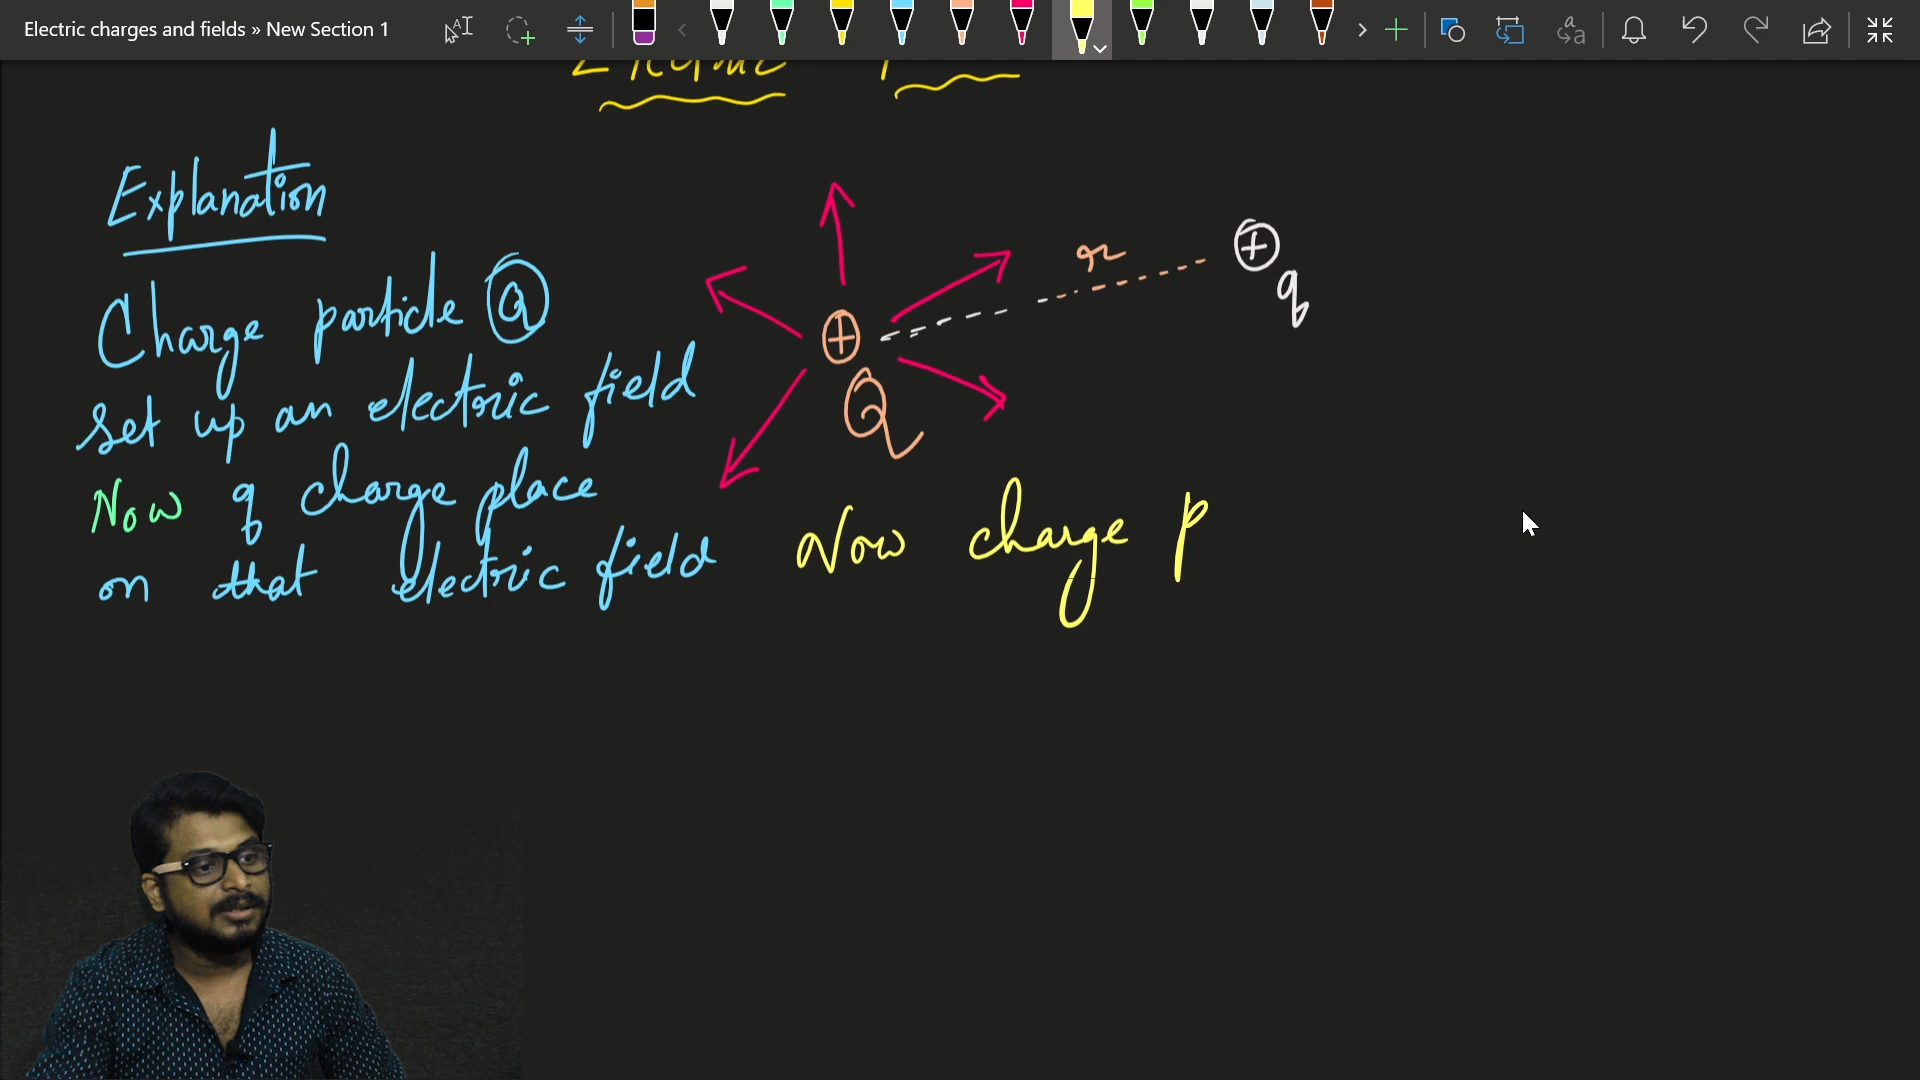 Electric charges and fields » New Section 1
Explanation
Charge particle Q
set up an electric field
Now q charge place
on that electric field
r
q
Q
Now charge p